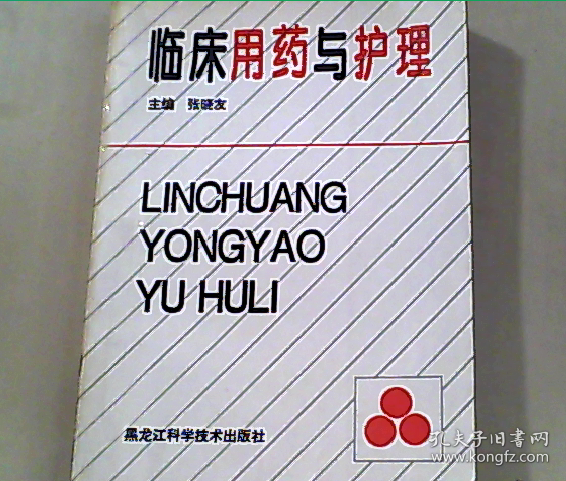 临床用药与护理
主编 张晓友
LINCHUANG
YONGYAO
YU HULI
黑龙江科学技术出版社
孔夫子旧书网
www.kongfz.com